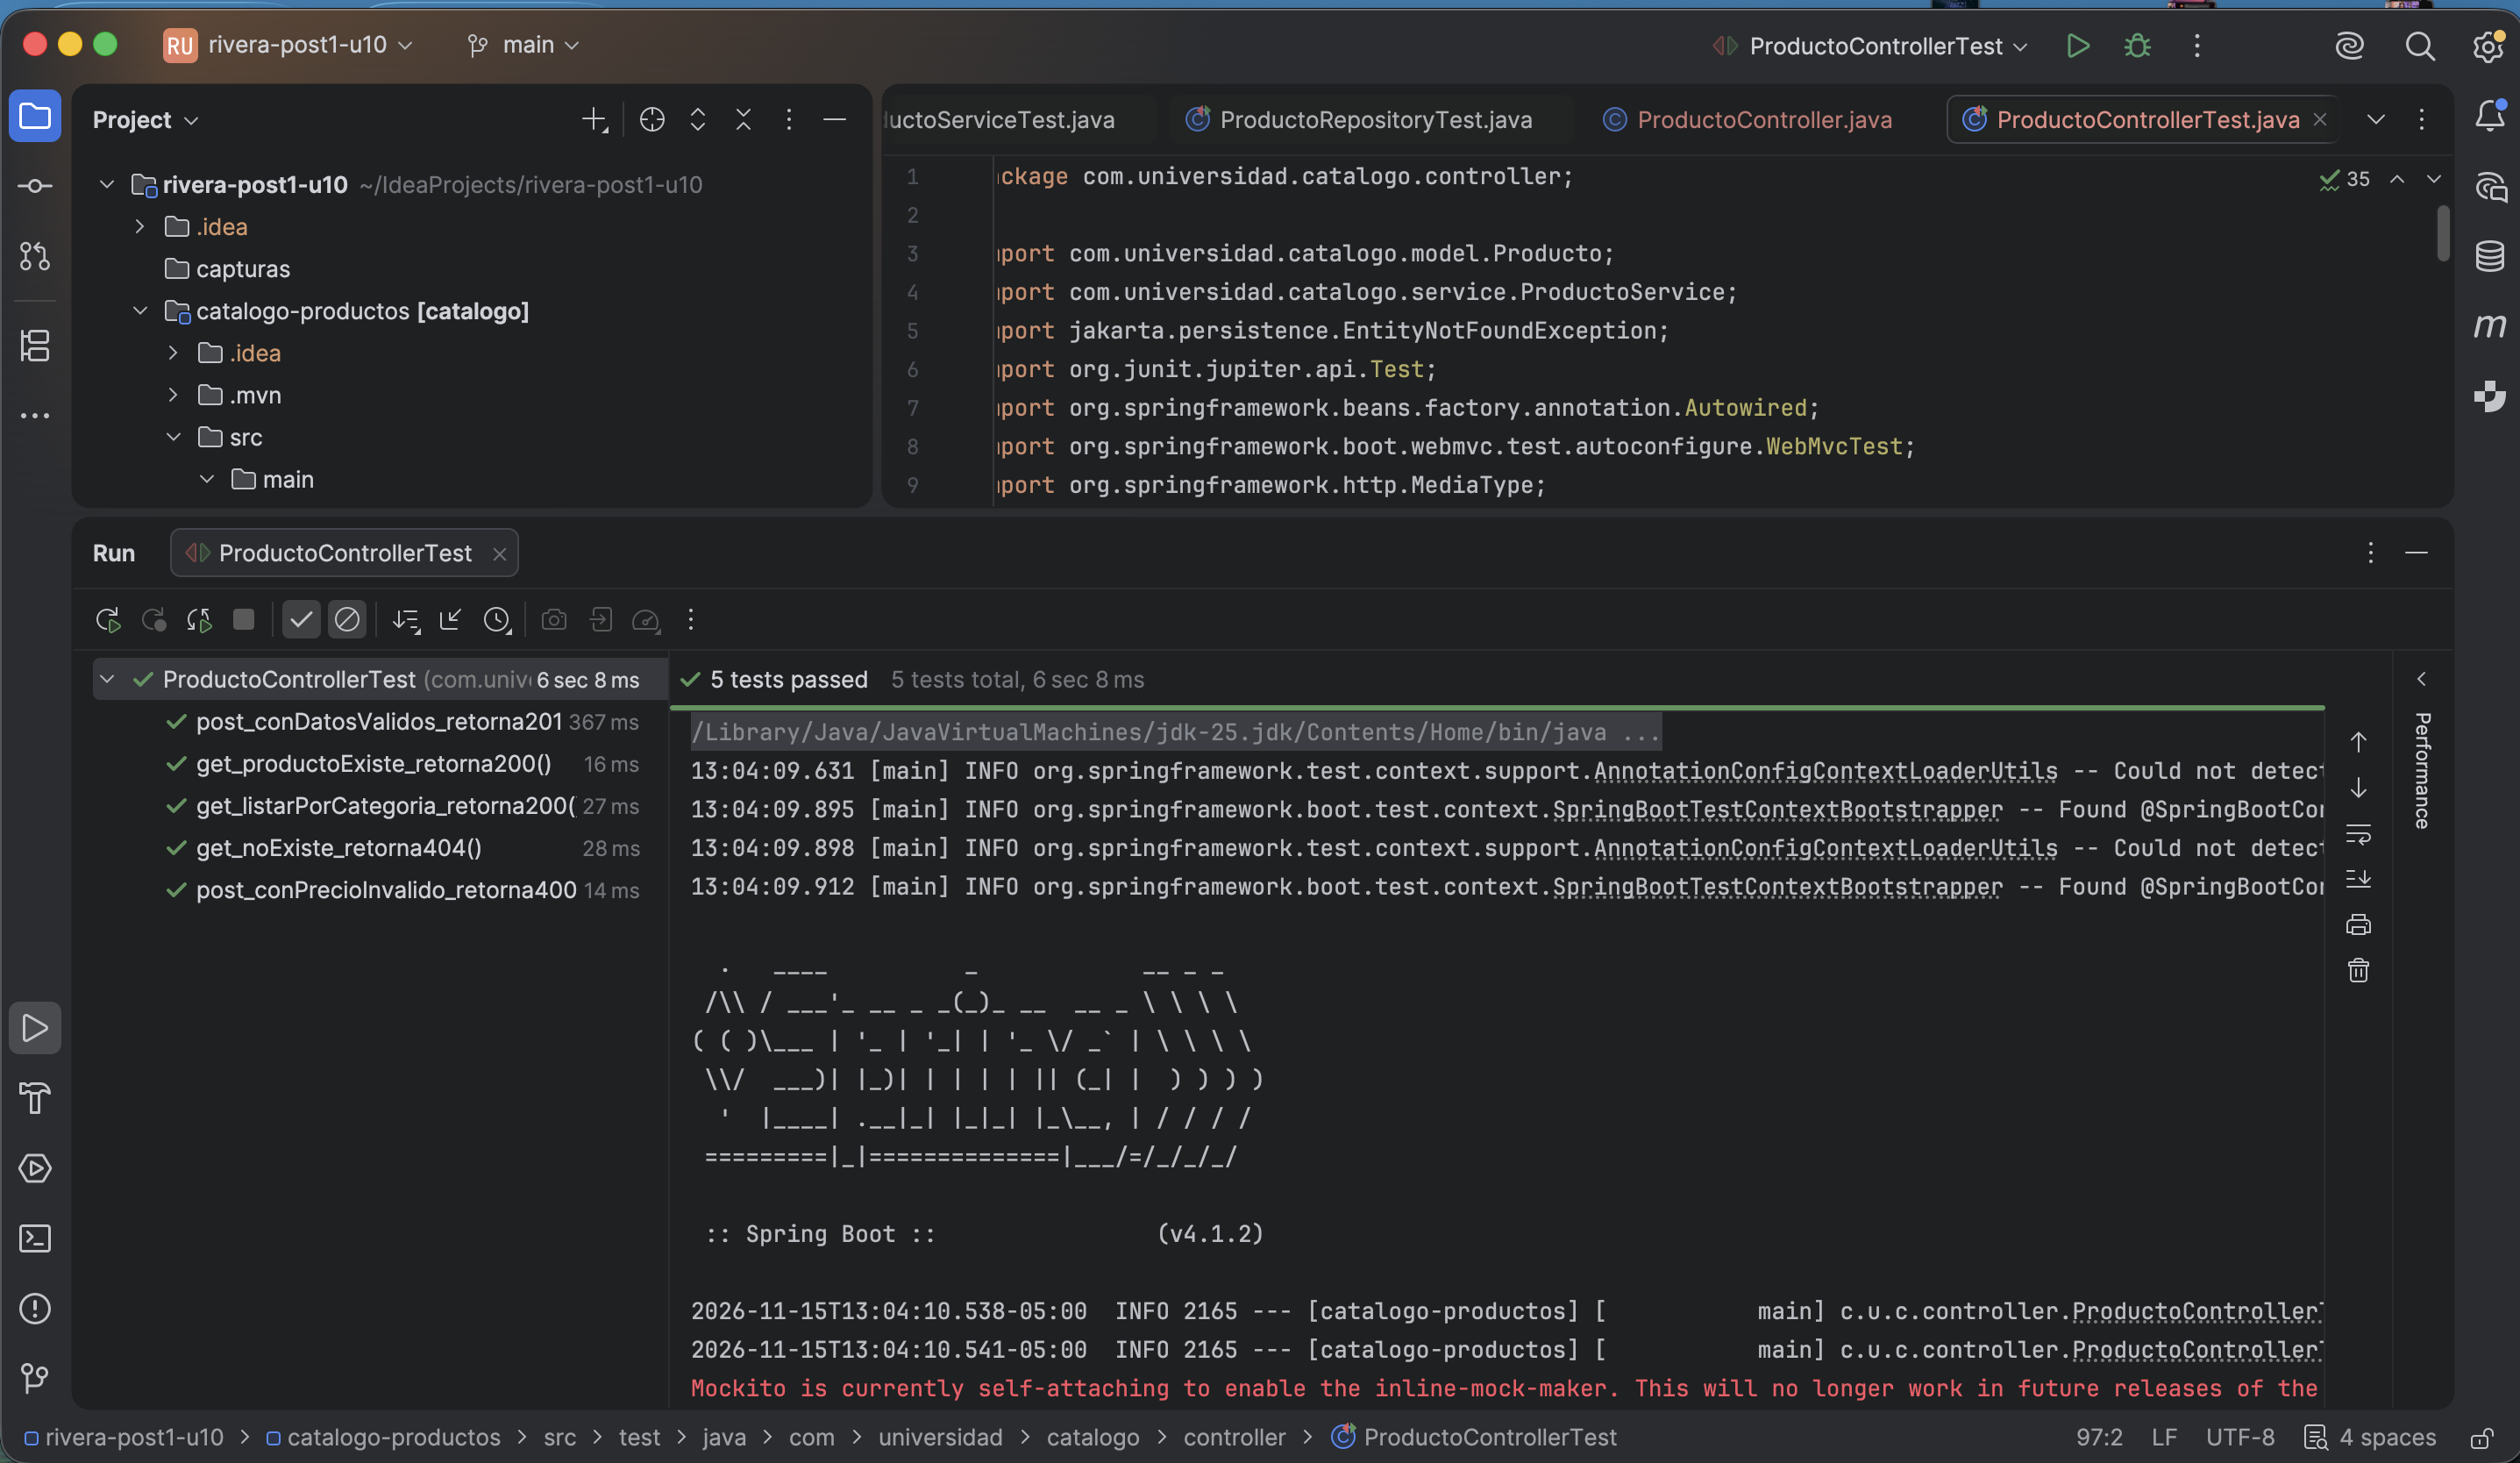 RU rivera-post1-u10 main ProductoControllerTest
Project
rivera-post1-u10 ~/IdeaProjects/rivera-post1-u10
.idea
capturas
catalogo-productos [catalogo]
.idea
.mvn
src
main
uctoServiceTest.java ProductoRepositoryTest.java ProductoController.java ProductoControllerTest.java
35
1 ckage com.universidad.catalogo.controller;
2
3 port com.universidad.catalogo.model.Producto;
4 port com.universidad.catalogo.service.ProductoService;
5 port jakarta.persistence.EntityNotFoundException;
6 port org.junit.jupiter.api.Test;
7 port org.springframework.beans.factory.annotation.Autowired;
8 port org.springframework.boot.webmvc.test.autoconfigure.WebMvcTest;
9 port org.springframework.http.MediaType;
Run ProductoControllerTest
ProductoControllerTest (com.univ 6 sec 8 ms
post_conDatosValidos_retorna201 367 ms
get_productoExiste_retorna200() 16 ms
get_listarPorCategoria_retorna200( 27 ms
get_noExiste_retorna404() 28 ms
post_conPrecioInvalido_retorna400 14 ms
5 tests passed 5 tests total, 6 sec 8 ms
/Library/Java/JavaVirtualMachines/jdk-25.jdk/Contents/Home/bin/java ...
13:04:09.631 [main] INFO org.springframework.test.context.support.AnnotationConfigContextLoaderUtils -- Could not detect
13:04:09.895 [main] INFO org.springframework.boot.test.context.SpringBootTestContextBootstrapper -- Found @SpringBootCon
13:04:09.898 [main] INFO org.springframework.test.context.support.AnnotationConfigContextLoaderUtils -- Could not detect
13:04:09.912 [main] INFO org.springframework.boot.test.context.SpringBootTestContextBootstrapper -- Found @SpringBootCon
:: Spring Boot :: (v4.1.2)
2026-11-15T13:04:10.538-05:00 INFO 2165 --- [catalogo-productos] [ main] c.u.c.controller.ProductoController
2026-11-15T13:04:10.541-05:00 INFO 2165 --- [catalogo-productos] [ main] c.u.c.controller.ProductoController
Mockito is currently self-attaching to enable the inline-mock-maker. This will no longer work in future releases of the
Performance
rivera-post1-u10 > catalogo-productos > src > test > java > com > universidad > catalogo > controller > ProductoControllerTest
97:2 LF UTF-8 4 spaces